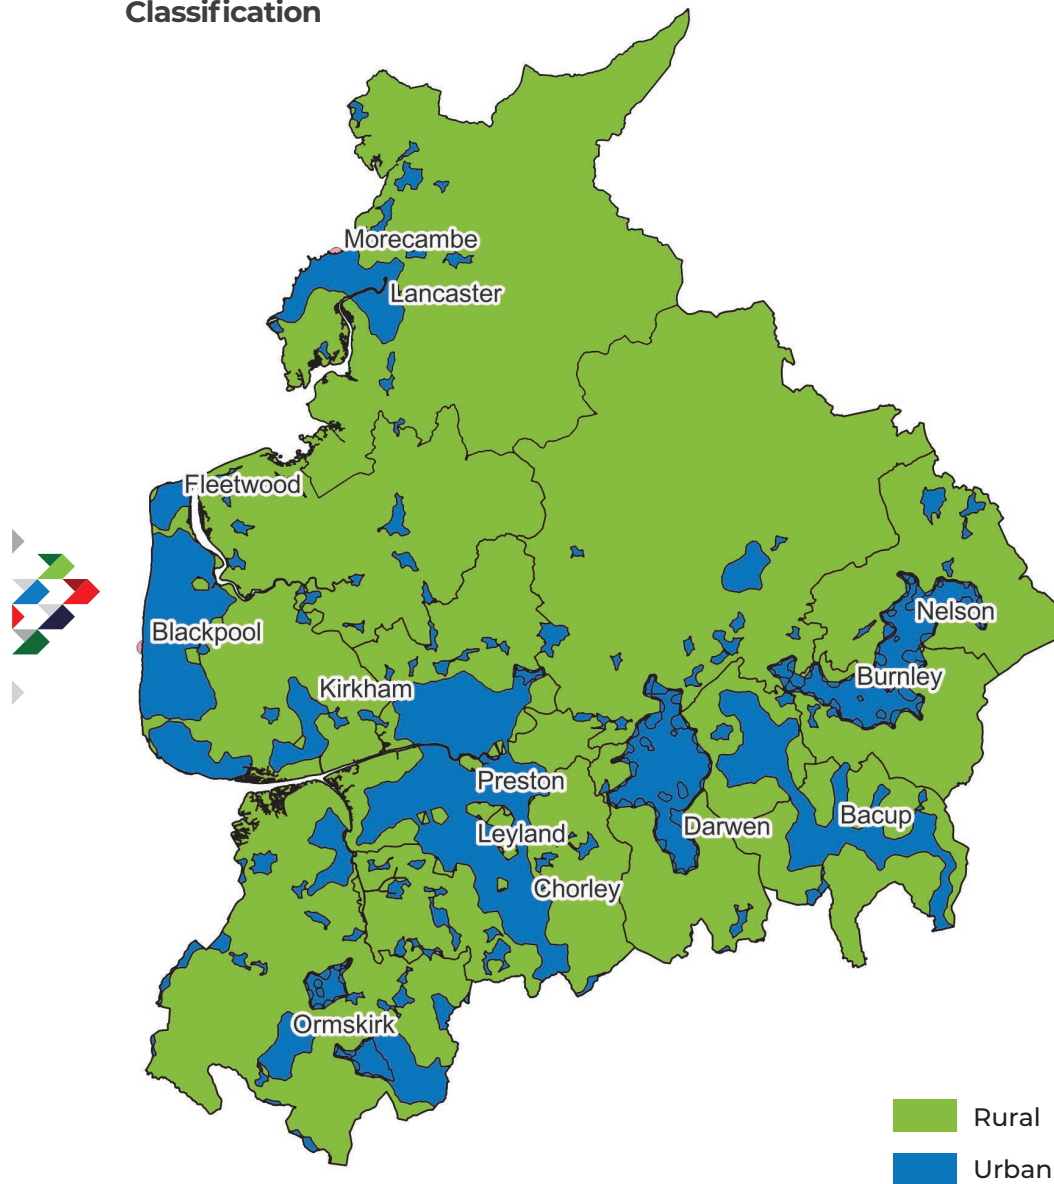 Classification
Morecambe
Lancaster
Fleetwood
Nelson
Blackpool
Burnley
Kirkham
Preston
Bacup
Darwen
Leyland
Chorley
Ormskirk
Rural
Urban